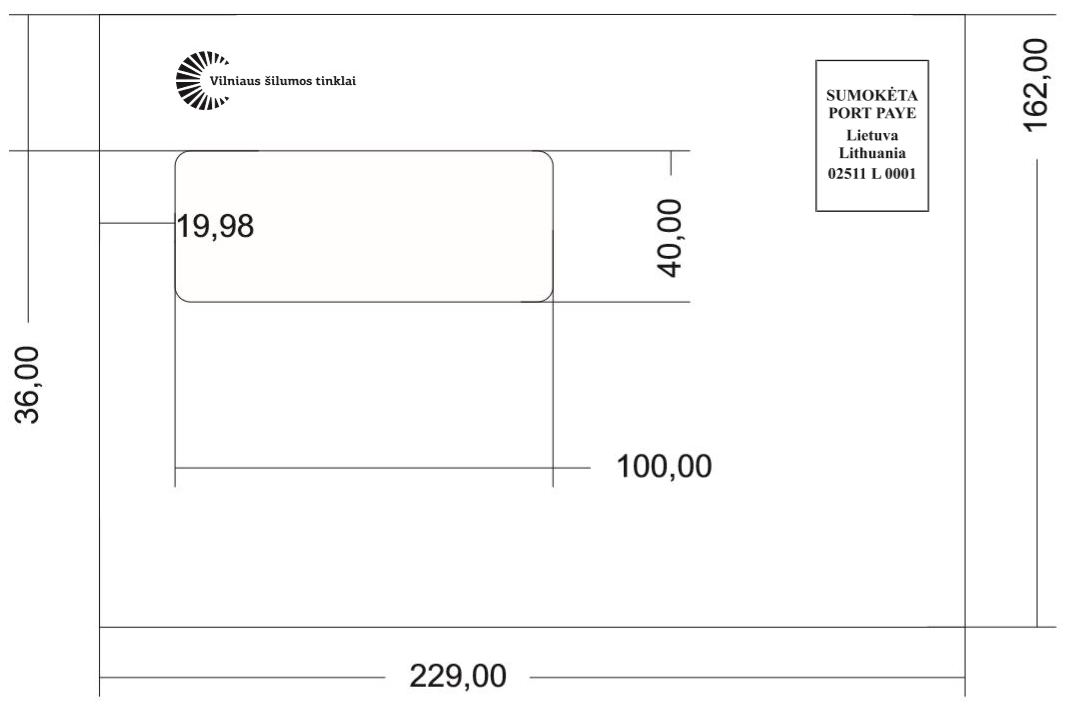 Vilniaus šilumos tinklai
SUMOKĖTA
PORT PAYE
Lietuva
Lithuania
02511 L 0001
162,00
19,98
40,00
36,00
100,00
229,00